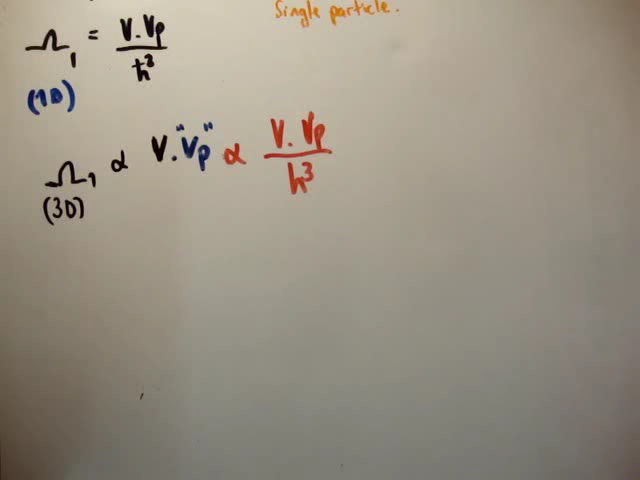 Single particle.
Ω₁ = V.Vp / h³
(1D)
Ω₁ ∝ V."Vp" ∝ V.Vp / h³
(3D)